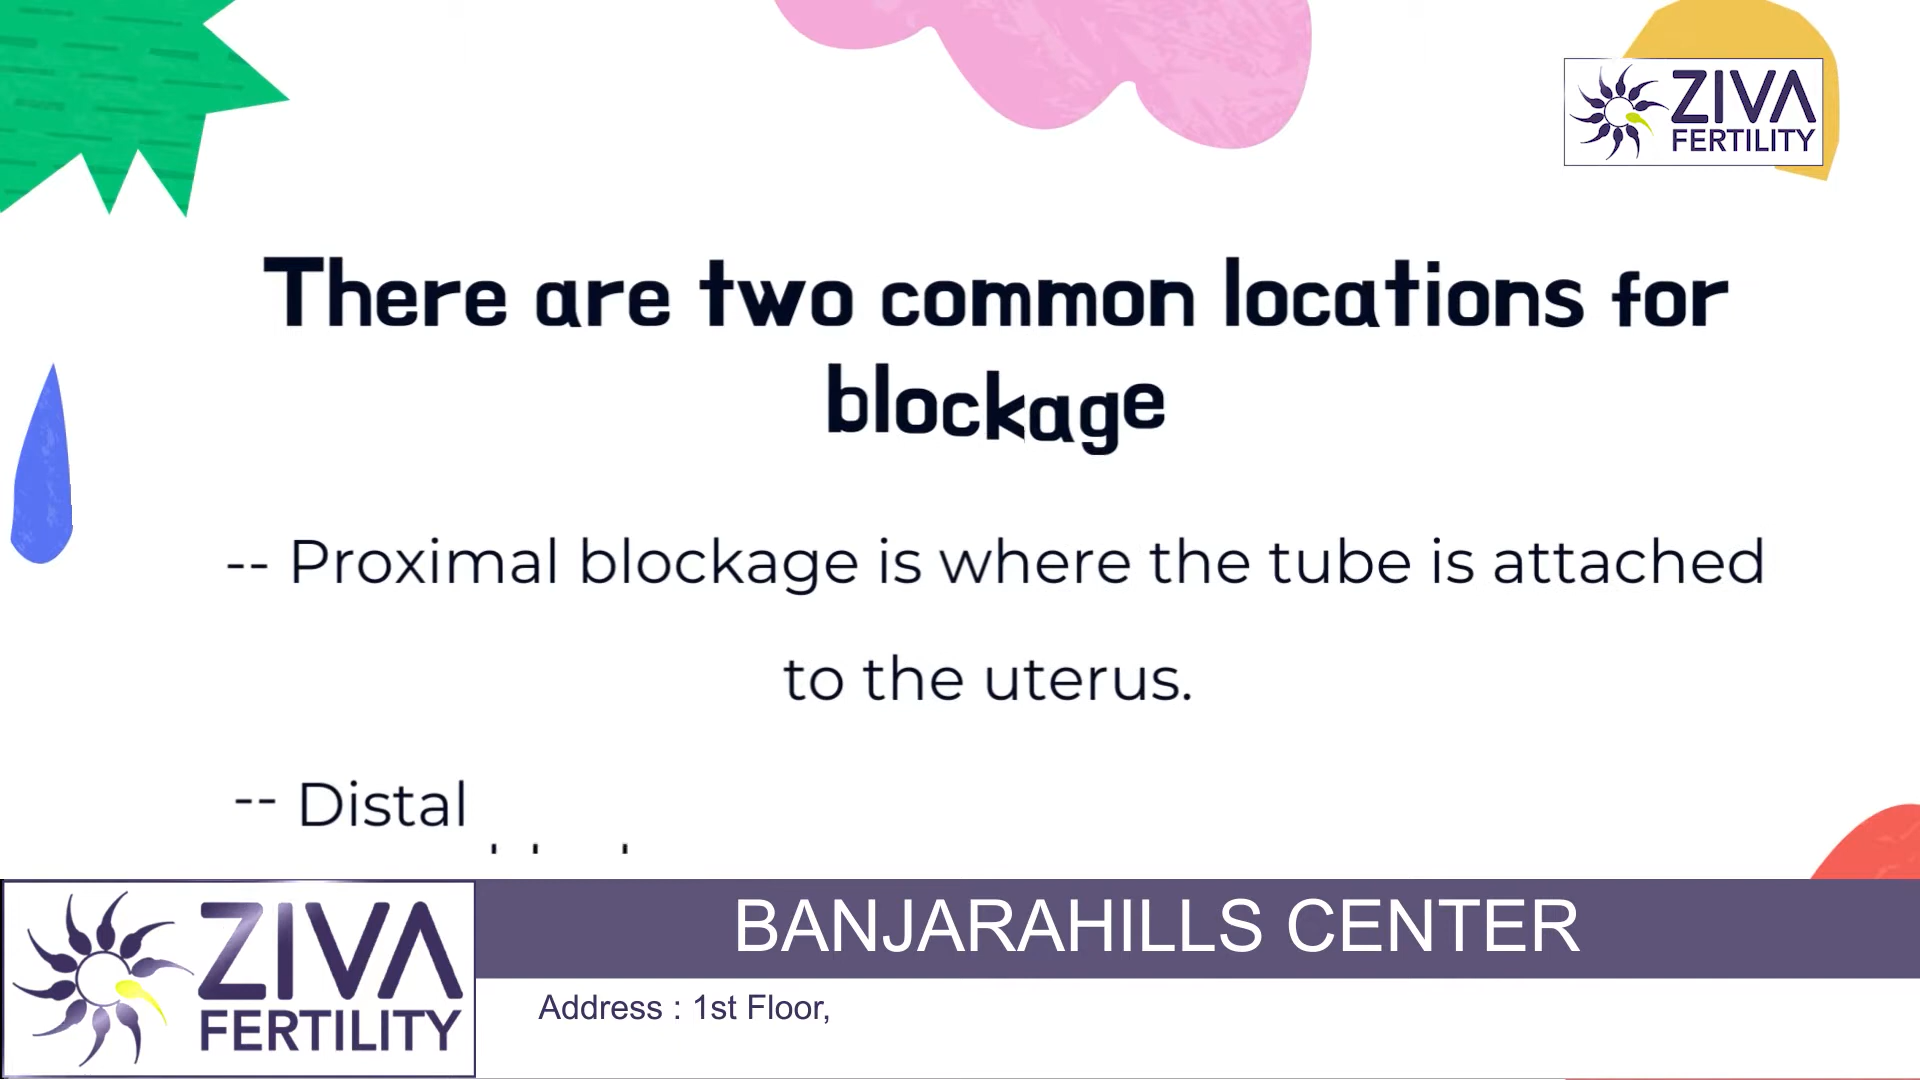 ZIVA
FERTILITY
There are two common locations for
blockage
-- Proximal blockage is where the tube is attached
to the uterus.
-- Distal
ZIVA
FERTILITY
BANJARAHILLS CENTER
Address : 1st Floor,